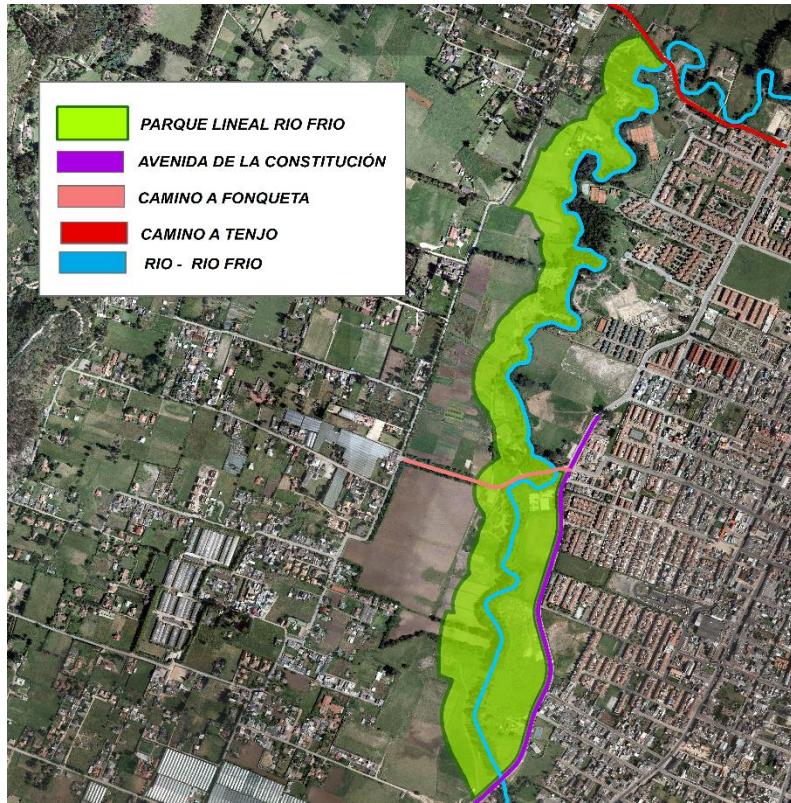 PARQUE LINEAL RIO FRIO
AVENIDA DE LA CONSTITUCIÓN
CAMINO A FONQUETA
CAMINO A TENJO
RIO - RIO FRIO